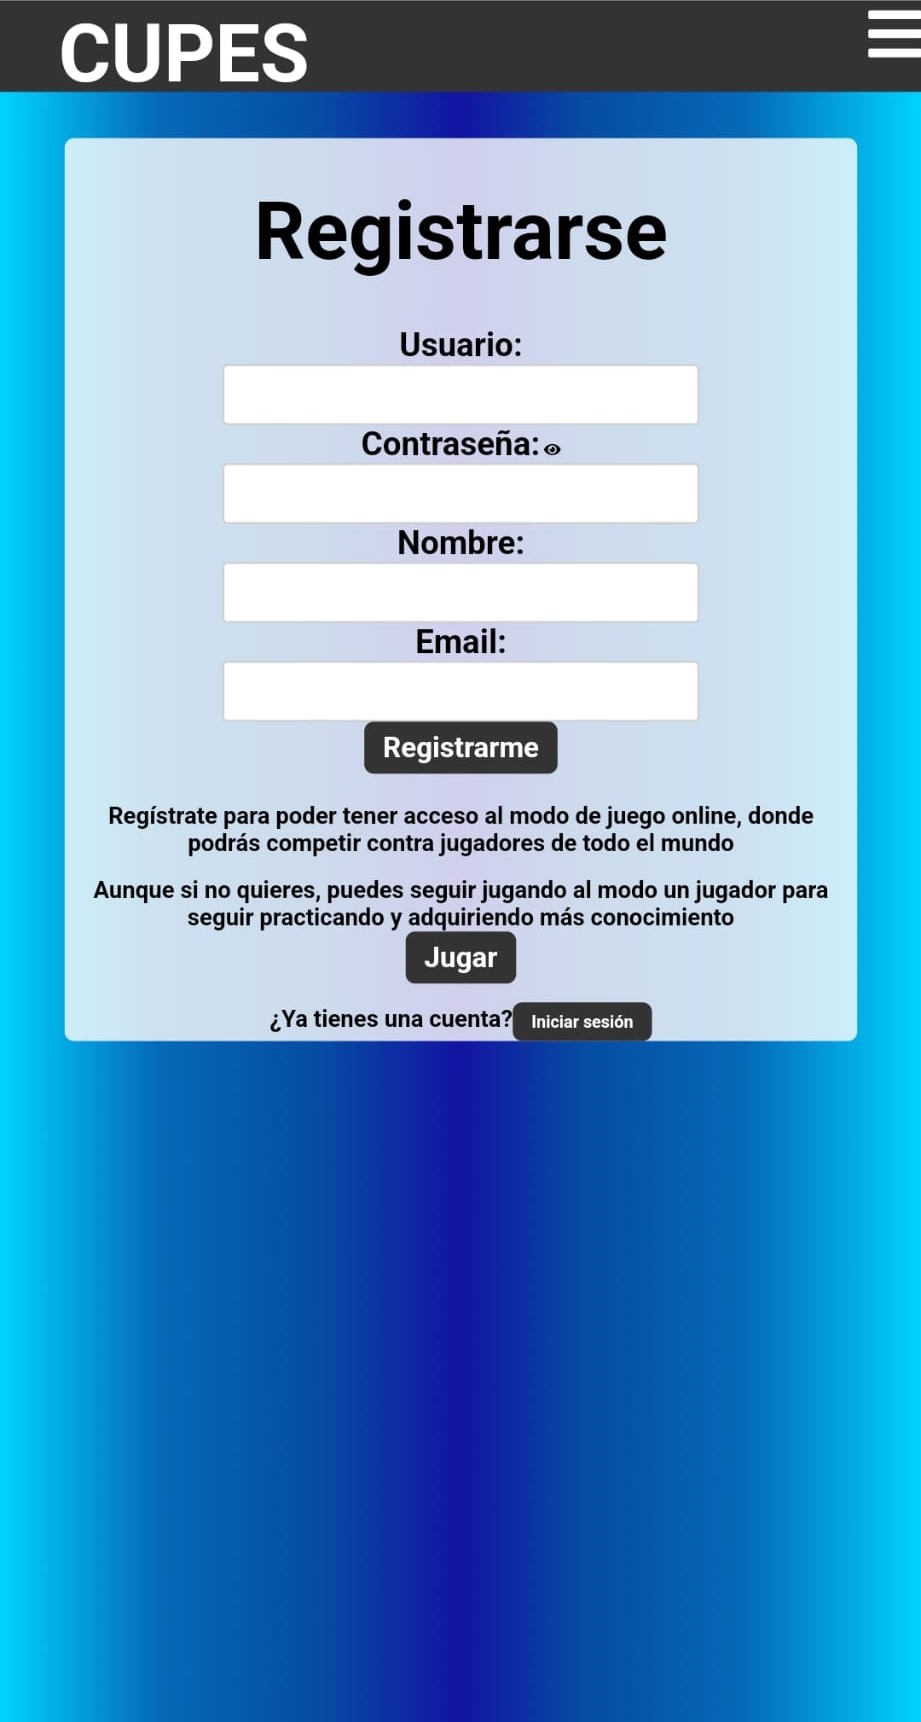 CUPES
Registrarse
Usuario:
Contraseña:
Nombre:
Email:
Registrarme
Regístrate para poder tener acceso al modo de juego online, donde
podrás competir contra jugadores de todo el mundo
Aunque si no quieres, puedes seguir jugando al modo un jugador para
seguir practicando y adquiriendo más conocimiento
Jugar
¿Ya tienes una cuenta? Iniciar sesión